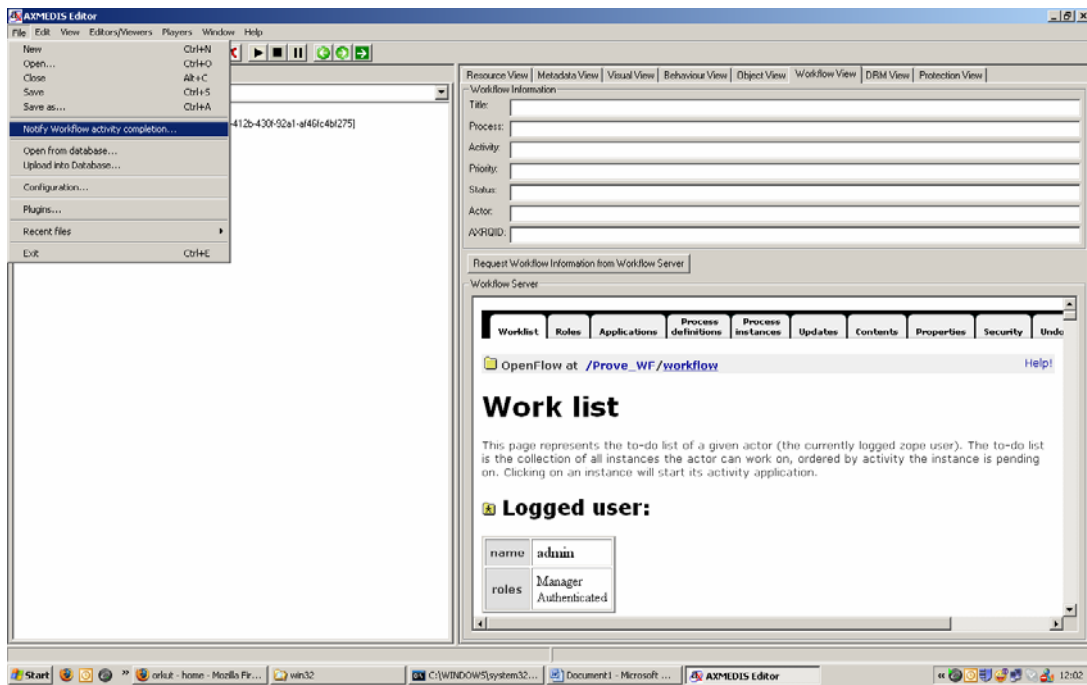 AXMEDIS Editor
File Edit View Editors/Viewers Players Window Help
New Ctrl+N
Open... Ctrl+O
Close Alt+C
Save Ctrl+S
Save as... Ctrl+A
Notify Workflow activity completion...
Open from database...
Upload into Database...
Configuration...
Plugins...
Recent files
Exit Ctrl+E
-412b-430f-92a1-af46fc4bf275]
Resource View Metadata View Visual View Behaviour View Object View Workflow View DRM View Protection View
Workflow Information
Title:
Process:
Activity:
Priority:
Status:
Actor:
AXRQID:
Request Workflow Information from Workflow Server
Workflow Server
Worklist Roles Applications Process definitions Process instances Updates Contents Properties Security Undo
OpenFlow at /Prove_WF/workflow Help!
Work list
This page represents the to-do list of a given actor (the currently logged zope user). The to-do list
is the collection of all instances the actor can work on, ordered by activity the instance is pending
on. Clicking on an instance will start its activity application.
Logged user:
name admin
roles Manager
Authenticated
Start » orkut - home - Mozilla Fir... win32 C:\WINDOWS\system32... Document1 - Microsoft ... AXMEDIS Editor « 12:02